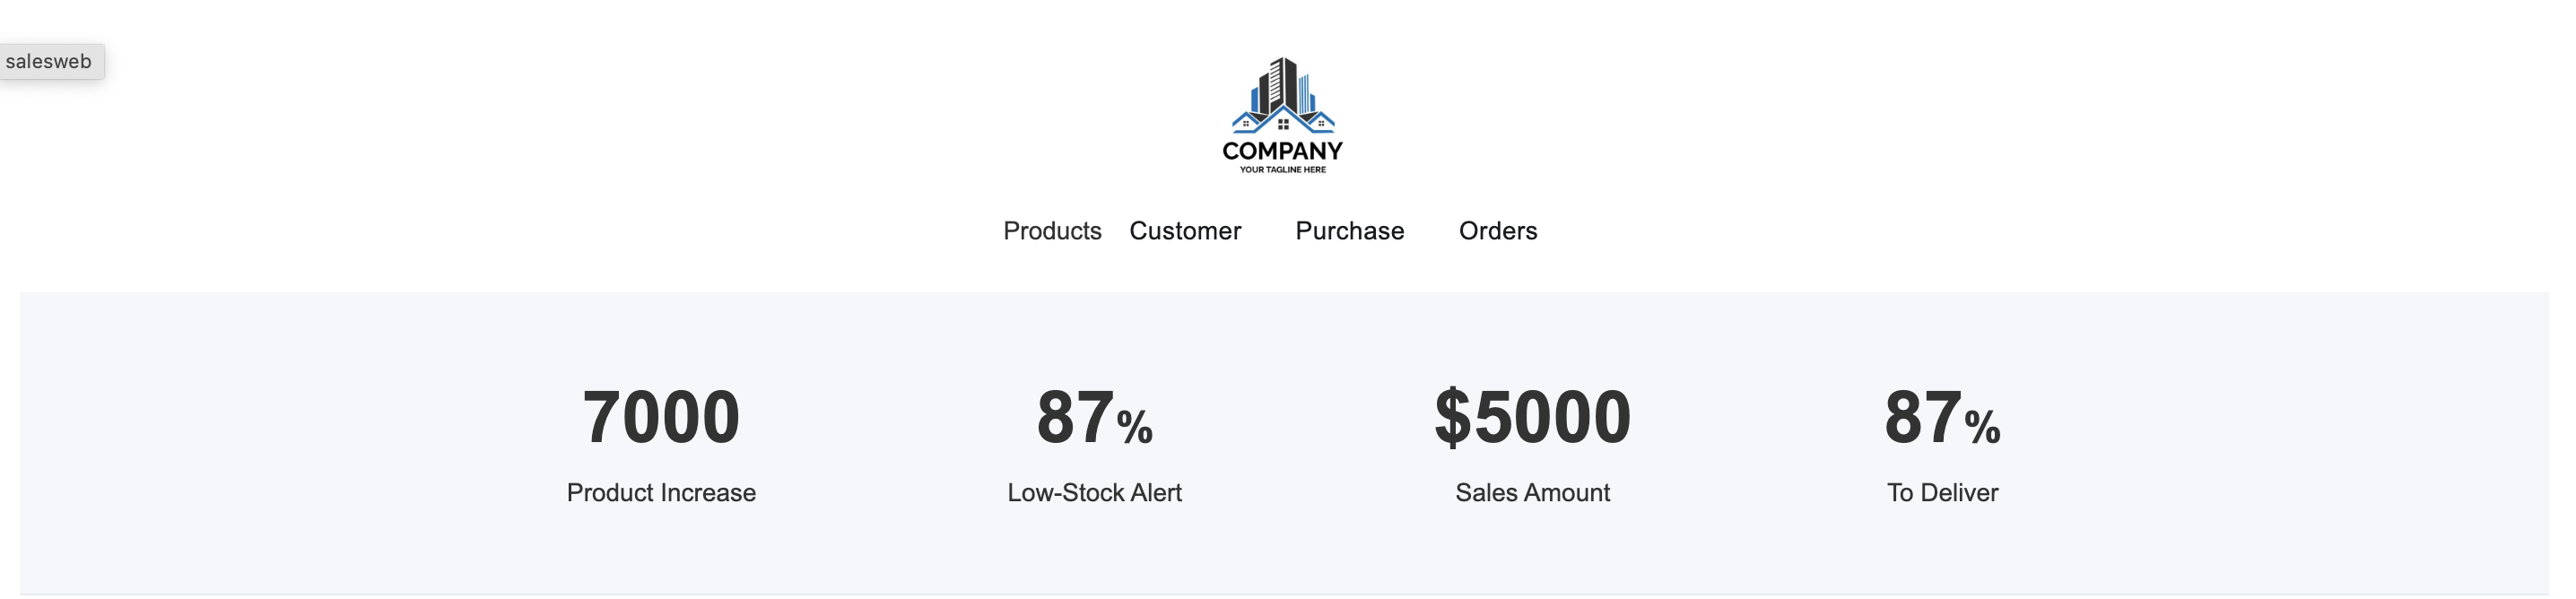 salesweb
COMPANY
YOUR TAGLINE HERE
Products Customer Purchase Orders
7000 87% $5000 87%
Product Increase Low-Stock Alert Sales Amount To Deliver